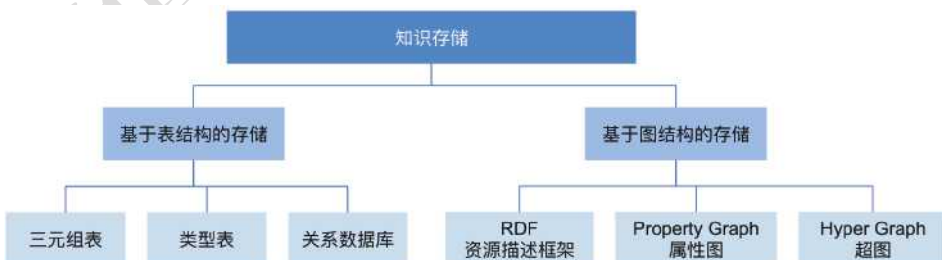 知识存储
基于表结构的存储
基于图结构的存储
三元组表
类型表
关系数据库
RDF
资源描述框架
Property Graph
属性图
Hyper Graph
超图